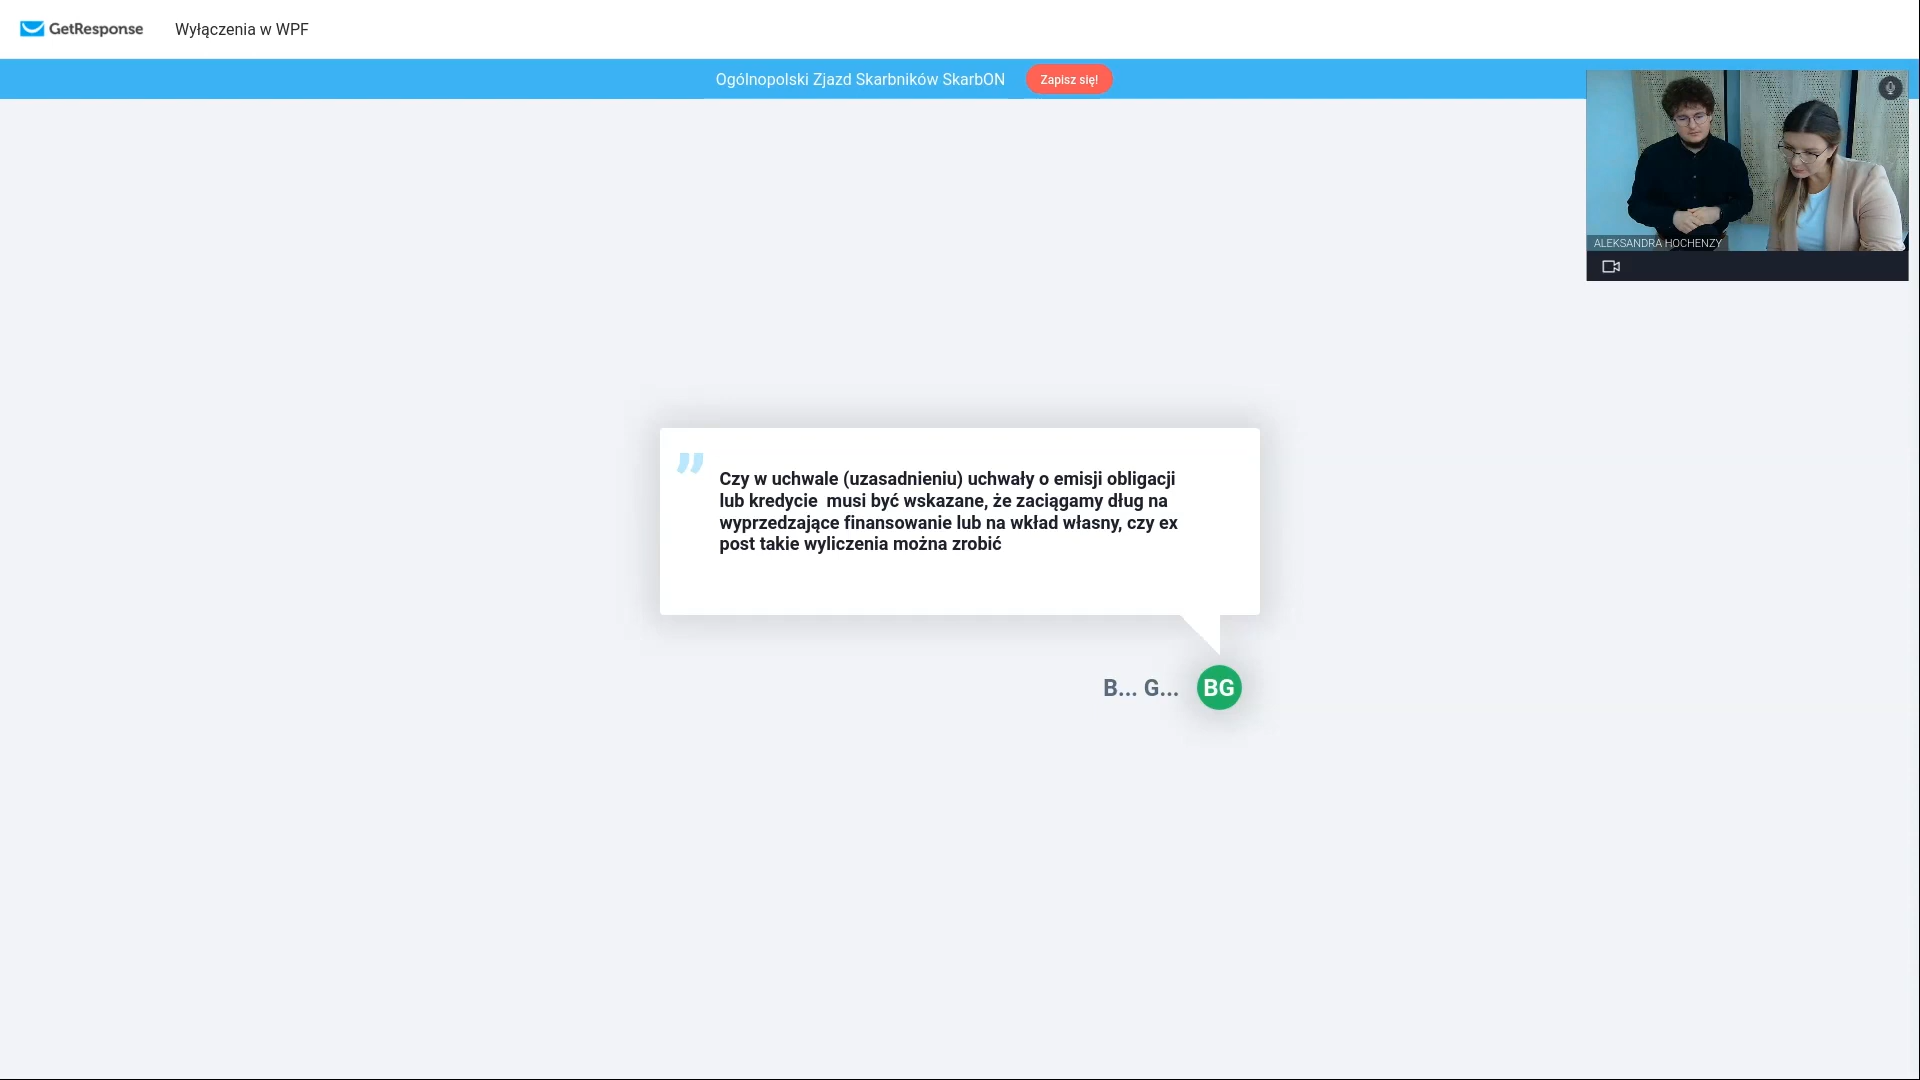 GetResponse
Wyłączenia w WPF
Ogólnopolski Zjazd Skarbników SkarbON
Zapisz się!
ALEKSANDRA HOCHENZY
”
Czy w uchwale (uzasadnieniu) uchwały o emisji obligacji
lub kredycie  musi być wskazane, że zaciągamy dług na
wyprzedzające finansowanie lub na wkład własny, czy ex
post takie wyliczenia można zrobić
B... G...
BG